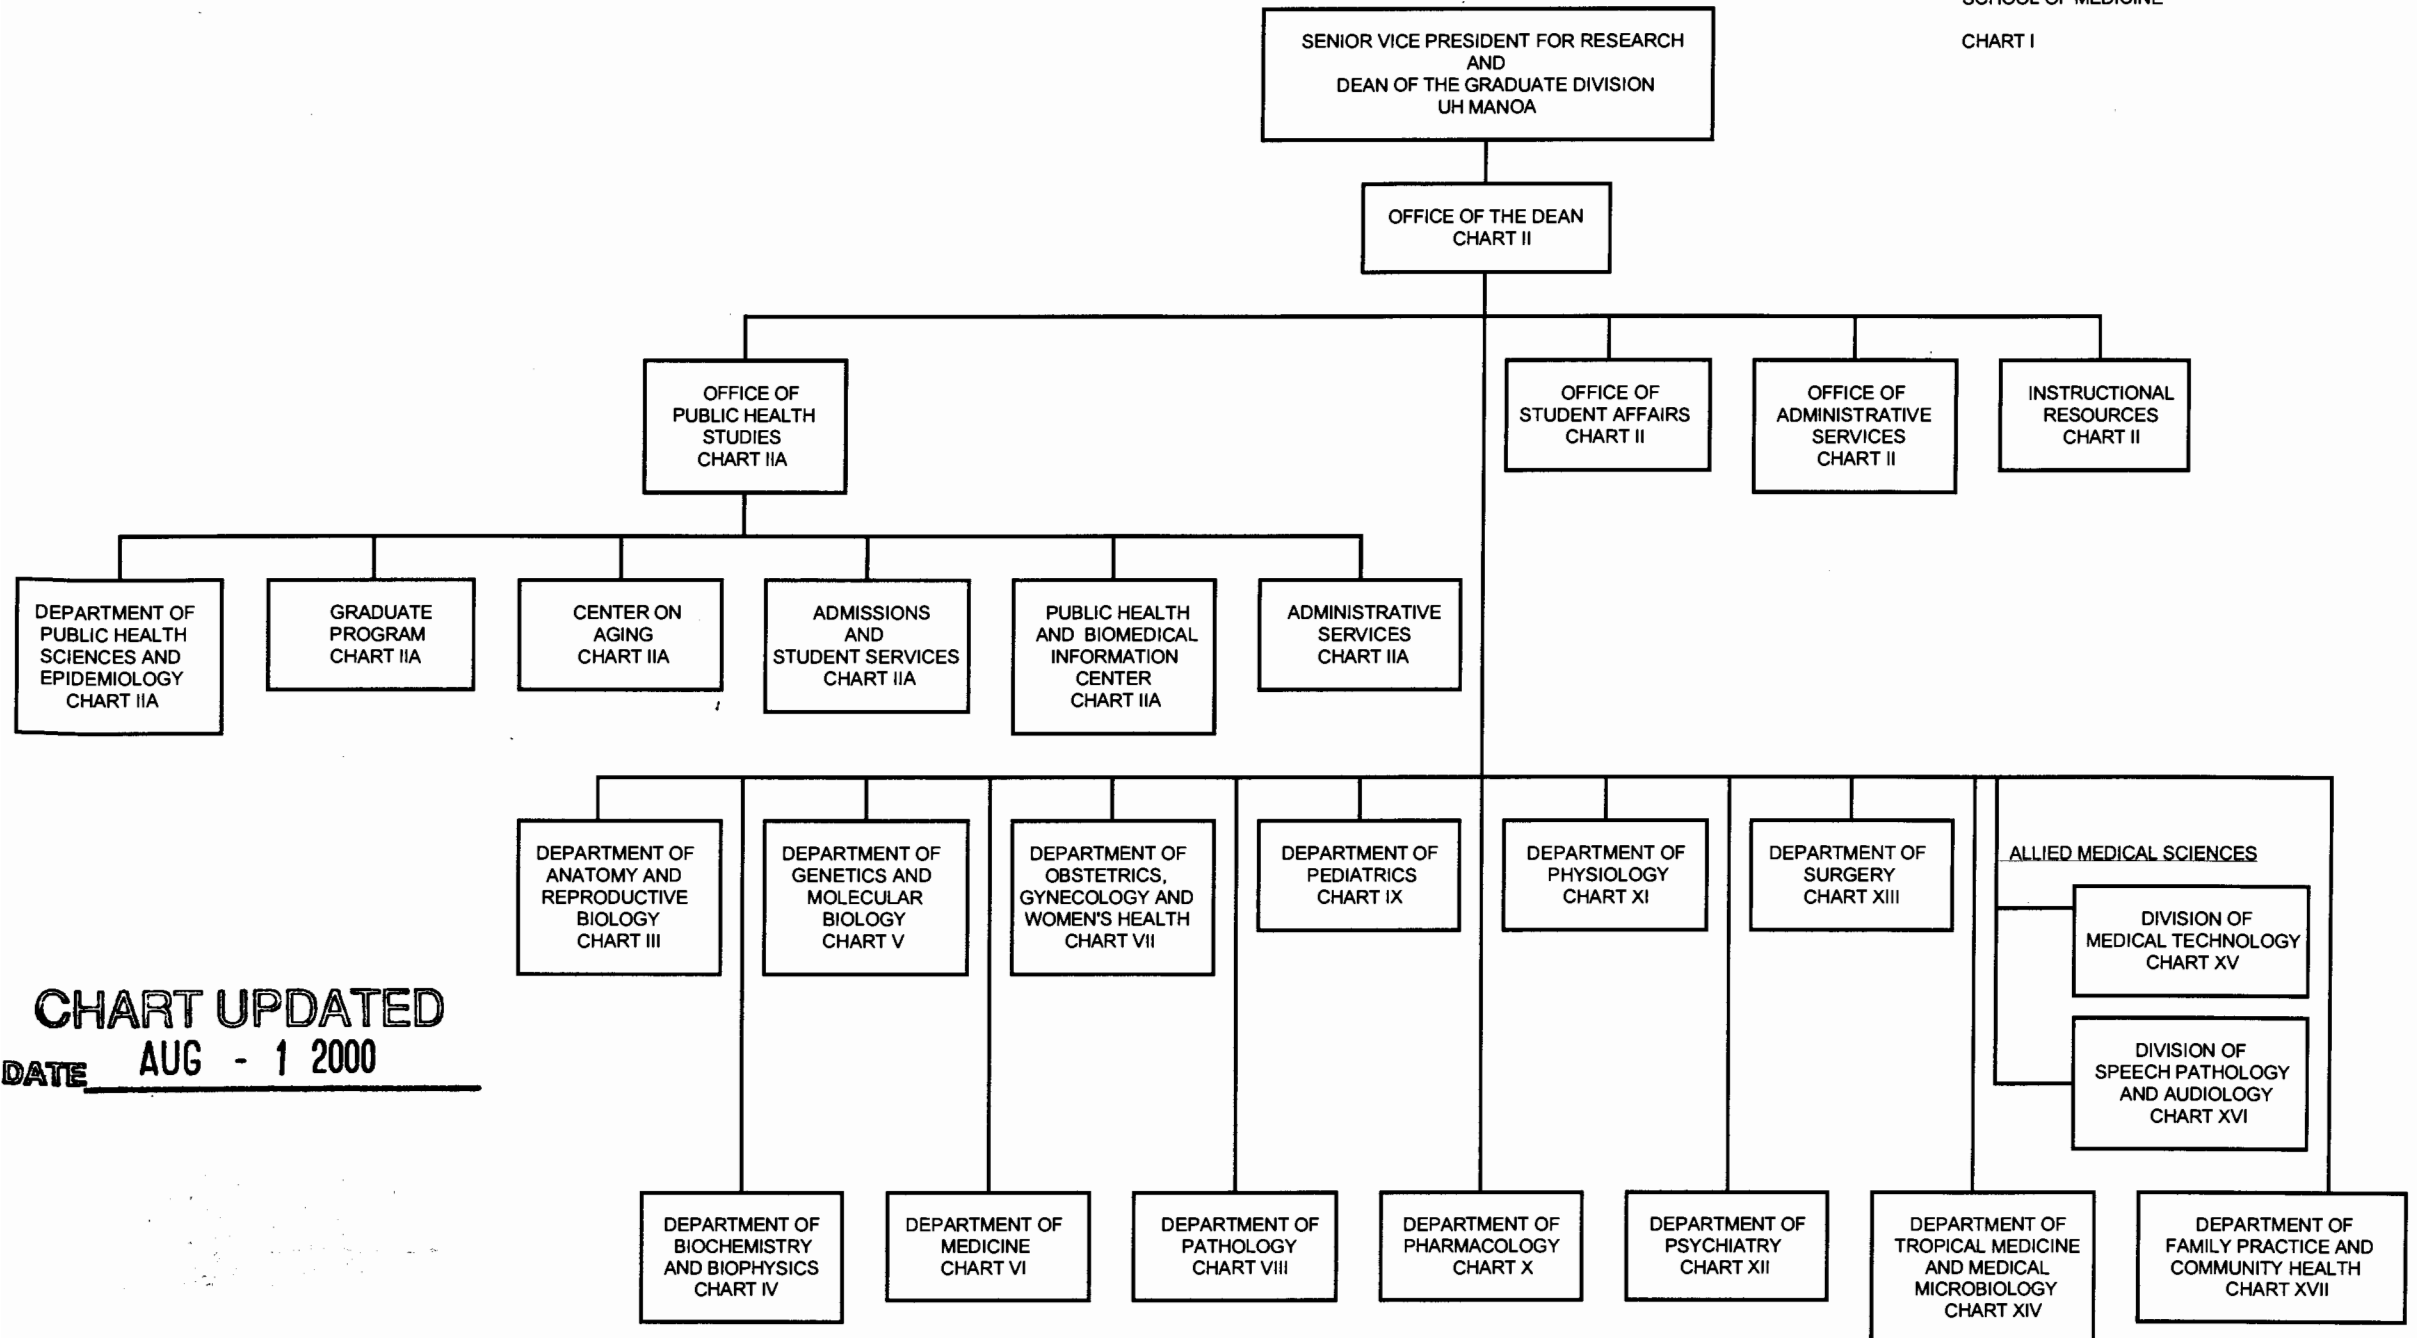 SCHOOL OF MEDICINE
CHART I
SENIOR VICE PRESIDENT FOR RESEARCH
AND
DEAN OF THE GRADUATE DIVISION
UH MANOA
OFFICE OF THE DEAN
CHART II
OFFICE OF
PUBLIC HEALTH
STUDIES
CHART IIA
OFFICE OF
STUDENT AFFAIRS
CHART II
OFFICE OF
ADMINISTRATIVE
SERVICES
CHART II
INSTRUCTIONAL
RESOURCES
CHART II
DEPARTMENT OF
PUBLIC HEALTH
SCIENCES AND
EPIDEMIOLOGY
CHART IIA
GRADUATE
PROGRAM
CHART IIA
CENTER ON
AGING
CHART IIA
ADMISSIONS
AND
STUDENT SERVICES
CHART IIA
PUBLIC HEALTH
AND BIOMEDICAL
INFORMATION
CENTER
CHART IIA
ADMINISTRATIVE
SERVICES
CHART IIA
DEPARTMENT OF
ANATOMY AND
REPRODUCTIVE
BIOLOGY
CHART III
DEPARTMENT OF
GENETICS AND
MOLECULAR
BIOLOGY
CHART V
DEPARTMENT OF
OBSTETRICS,
GYNECOLOGY AND
WOMEN'S HEALTH
CHART VII
DEPARTMENT OF
PEDIATRICS
CHART IX
DEPARTMENT OF
PHYSIOLOGY
CHART XI
DEPARTMENT OF
SURGERY
CHART XIII
ALLIED MEDICAL SCIENCES
DIVISION OF
MEDICAL TECHNOLOGY
CHART XV
DIVISION OF
SPEECH PATHOLOGY
AND AUDIOLOGY
CHART XVI
CHART UPDATED
DATE AUG - 1 2000
DEPARTMENT OF
BIOCHEMISTRY
AND BIOPHYSICS
CHART IV
DEPARTMENT OF
MEDICINE
CHART VI
DEPARTMENT OF
PATHOLOGY
CHART VIII
DEPARTMENT OF
PHARMACOLOGY
CHART X
DEPARTMENT OF
PSYCHIATRY
CHART XII
DEPARTMENT OF
TROPICAL MEDICINE
AND MEDICAL
MICROBIOLOGY
CHART XIV
DEPARTMENT OF
FAMILY PRACTICE AND
COMMUNITY HEALTH
CHART XVII